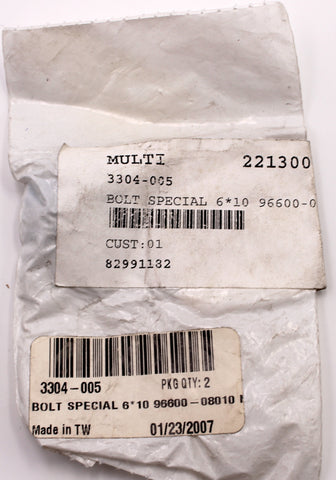 MULTI 221300
3304-005
BOLT SPECIAL 6*10 96600-0
CUST:01
82991132
3304-005 PKG QTY: 2
BOLT SPECIAL 6*10 96600-08010
Made in TW 01/23/2007